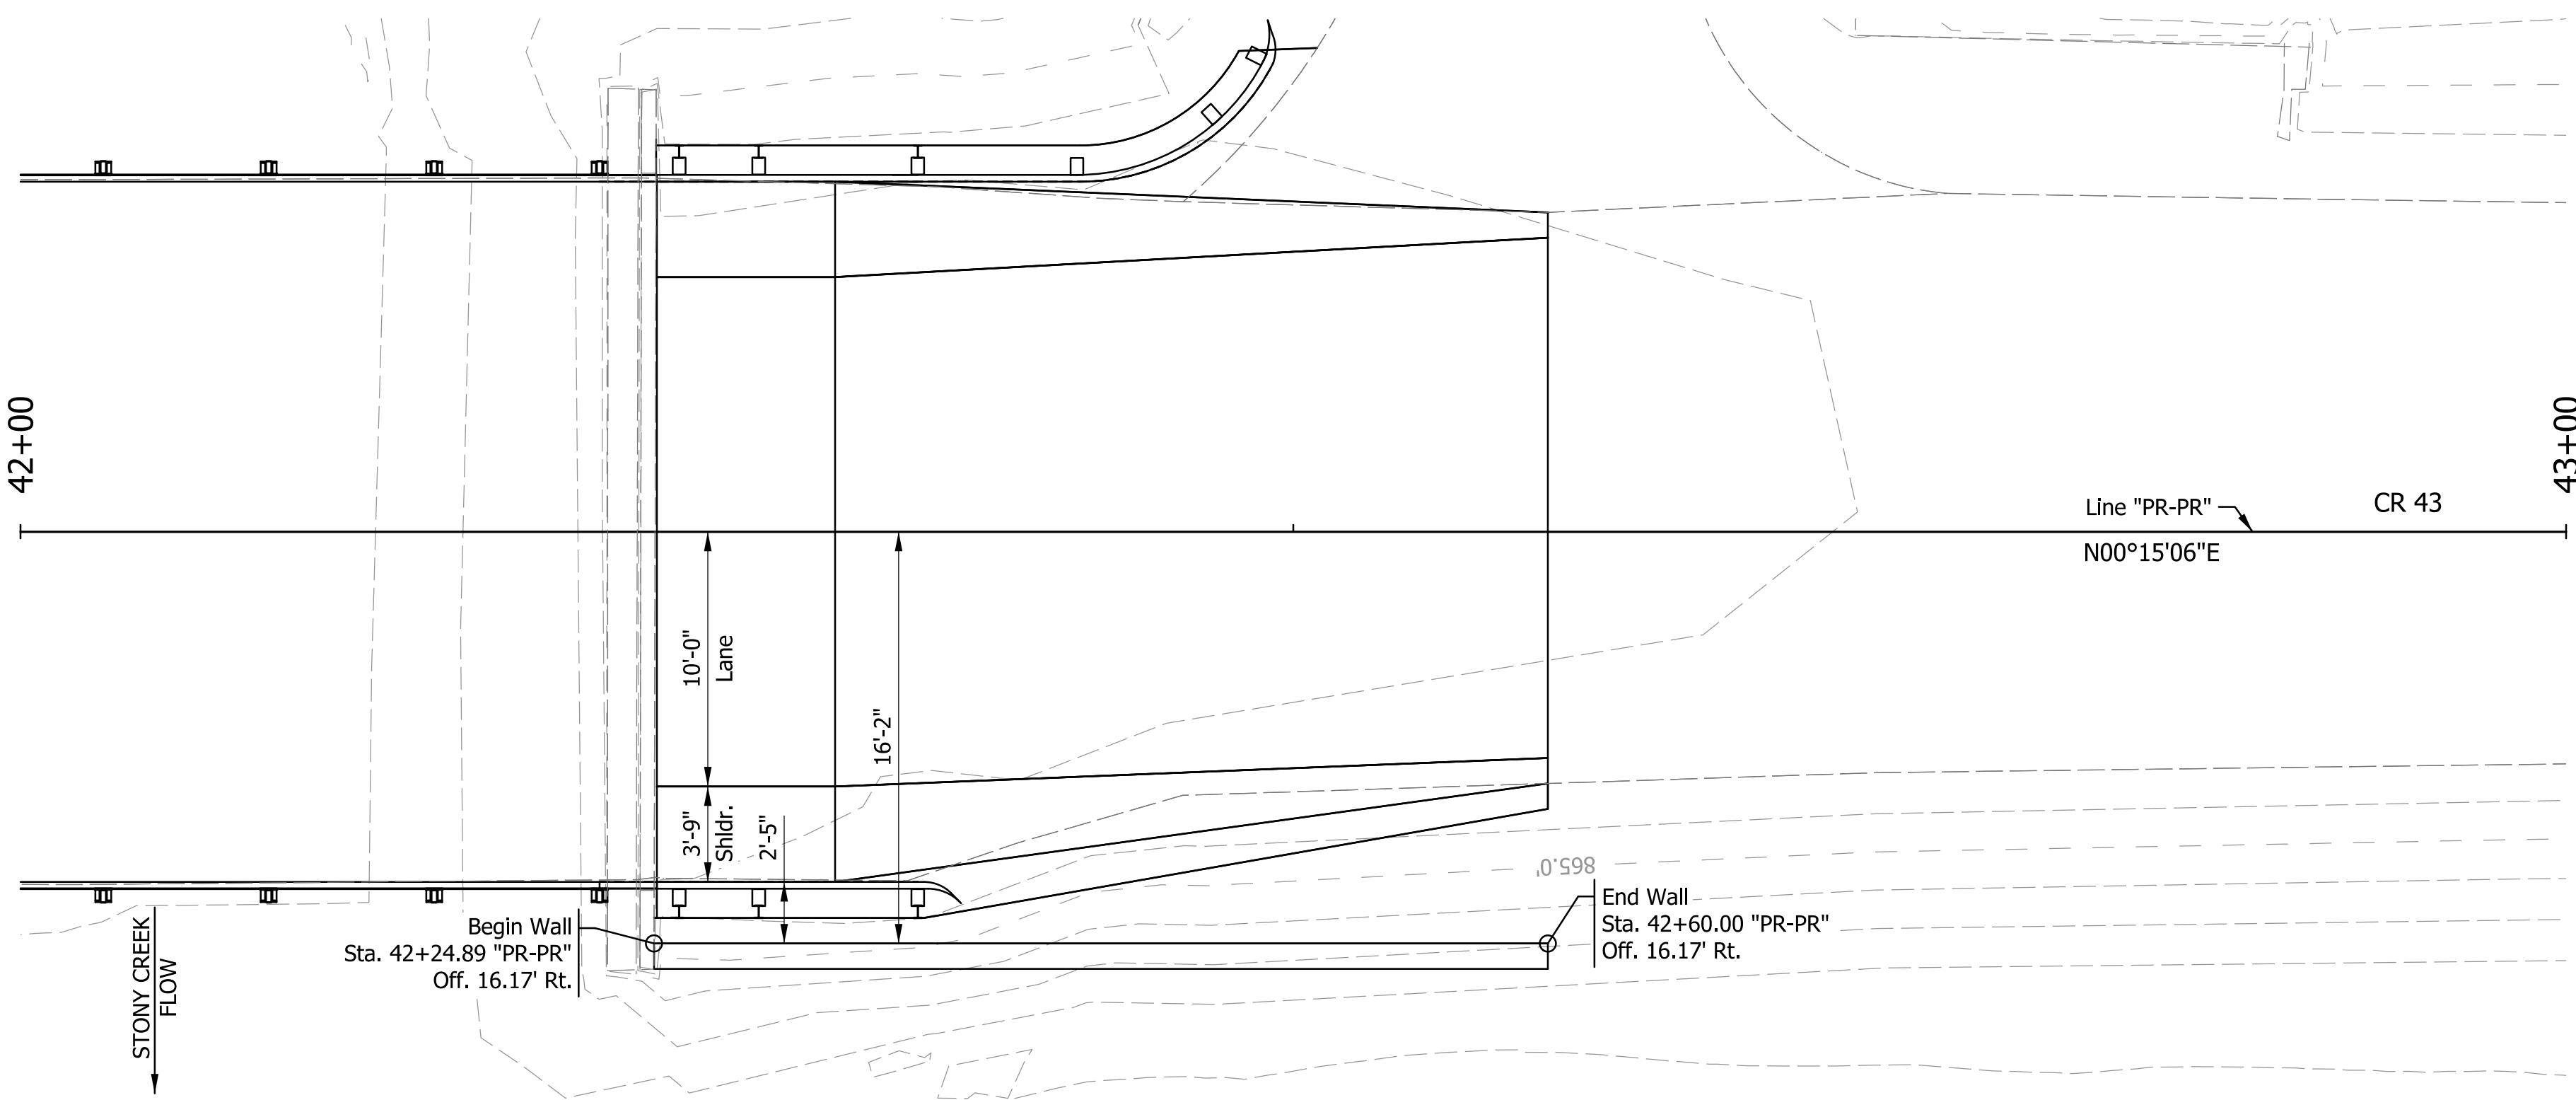 42+00
43+00
Line "PR-PR"
CR 43
N00°15'06"E
10'-0"
Lane
16'-2"
3'-9"
Shldr.
2'-5"
865.0'
Begin Wall
Sta. 42+24.89 "PR-PR"
Off. 16.17' Rt.
End Wall
Sta. 42+60.00 "PR-PR"
Off. 16.17' Rt.
STONY CREEK
FLOW